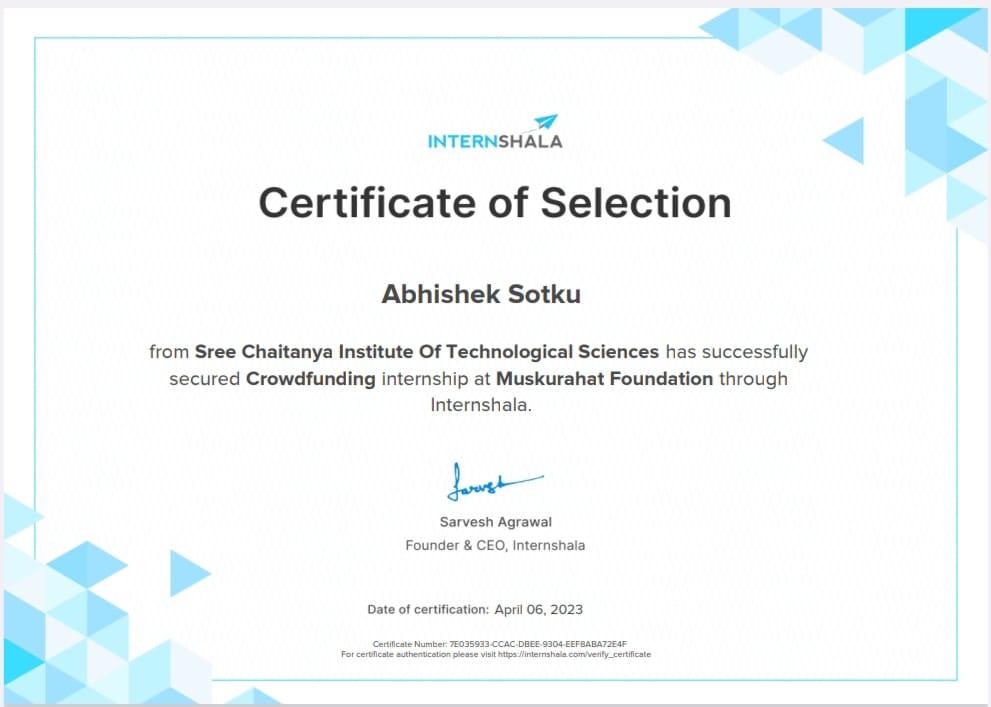 INTERNSHALA
Certificate of Selection
Abhishek Sotku
from Sree Chaitanya Institute Of Technological Sciences has successfully
secured Crowdfunding internship at Muskurahat Foundation through
Internshala.
Sarvesh
Sarvesh Agrawal
Founder & CEO, Internshala
Date of certification: April 06, 2023
Certificate Number: 7E035933-CCAC-DBEE-9304-EEF8ABA72E4F
For certificate authentication please visit https://internshala.com/verify_certificate